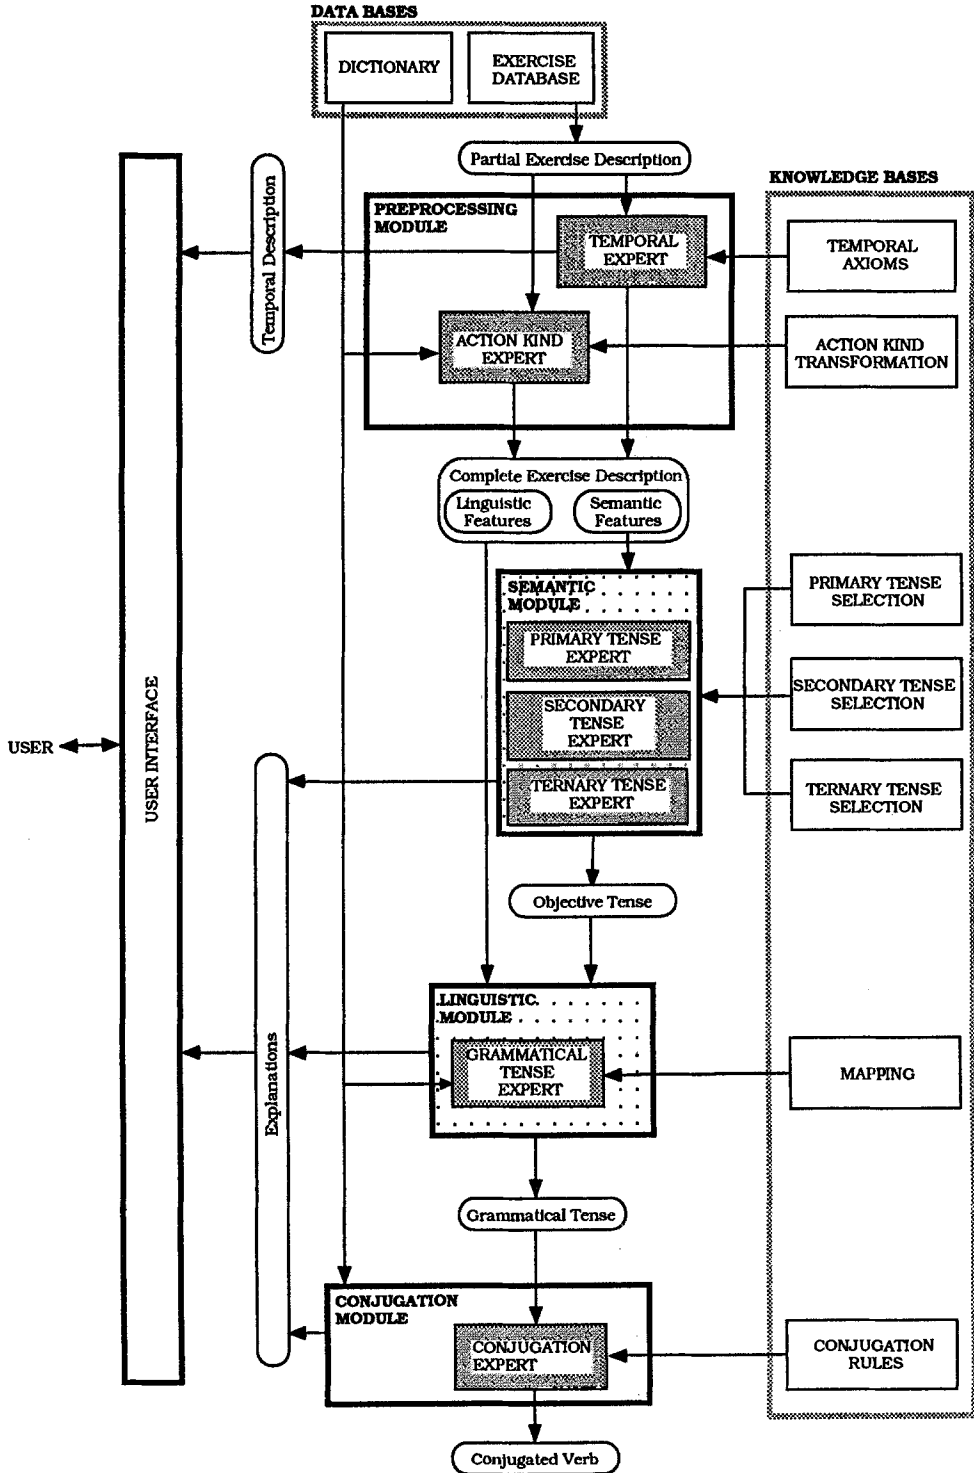 DATA BASES
DICTIONARY
EXERCISE
DATABASE
Partial Exercise Description
KNOWLEDGE BASES
PREPROCESSING
MODULE
TEMPORAL
EXPERT
TEMPORAL
AXIOMS
Temporal Description
ACTION KIND
EXPERT
ACTION KIND
TRANSFORMATION
Complete Exercise Description
Linguistic
Features
Semantic
Features
SEMANTIC
MODULE
PRIMARY TENSE
EXPERT
SECONDARY
TENSE
EXPERT
TERNARY TENSE
EXPERT
PRIMARY TENSE
SELECTION
SECONDARY TENSE
SELECTION
TERNARY TENSE
SELECTION
USER
USER INTERFACE
Objective Tense
LINGUISTIC
MODULE
GRAMMATICAL
TENSE
EXPERT
MAPPING
Explanations
Grammatical Tense
CONJUGATION
MODULE
CONJUGATION
EXPERT
CONJUGATION
RULES
Conjugated Verb